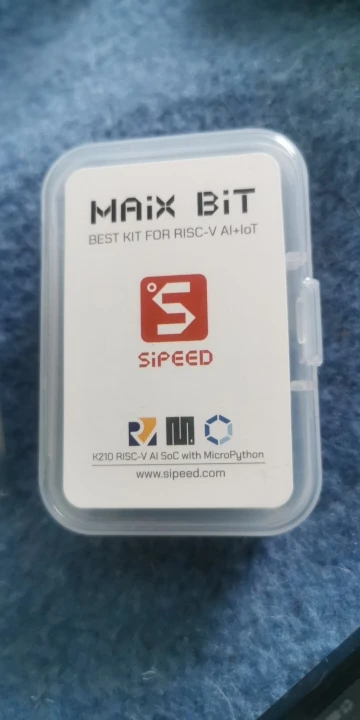 MAiX BiT
BEST KIT FOR RISC-V AI+IoT
SiPEED
K210 RISC-V AI SoC with MicroPython
www.sipeed.com